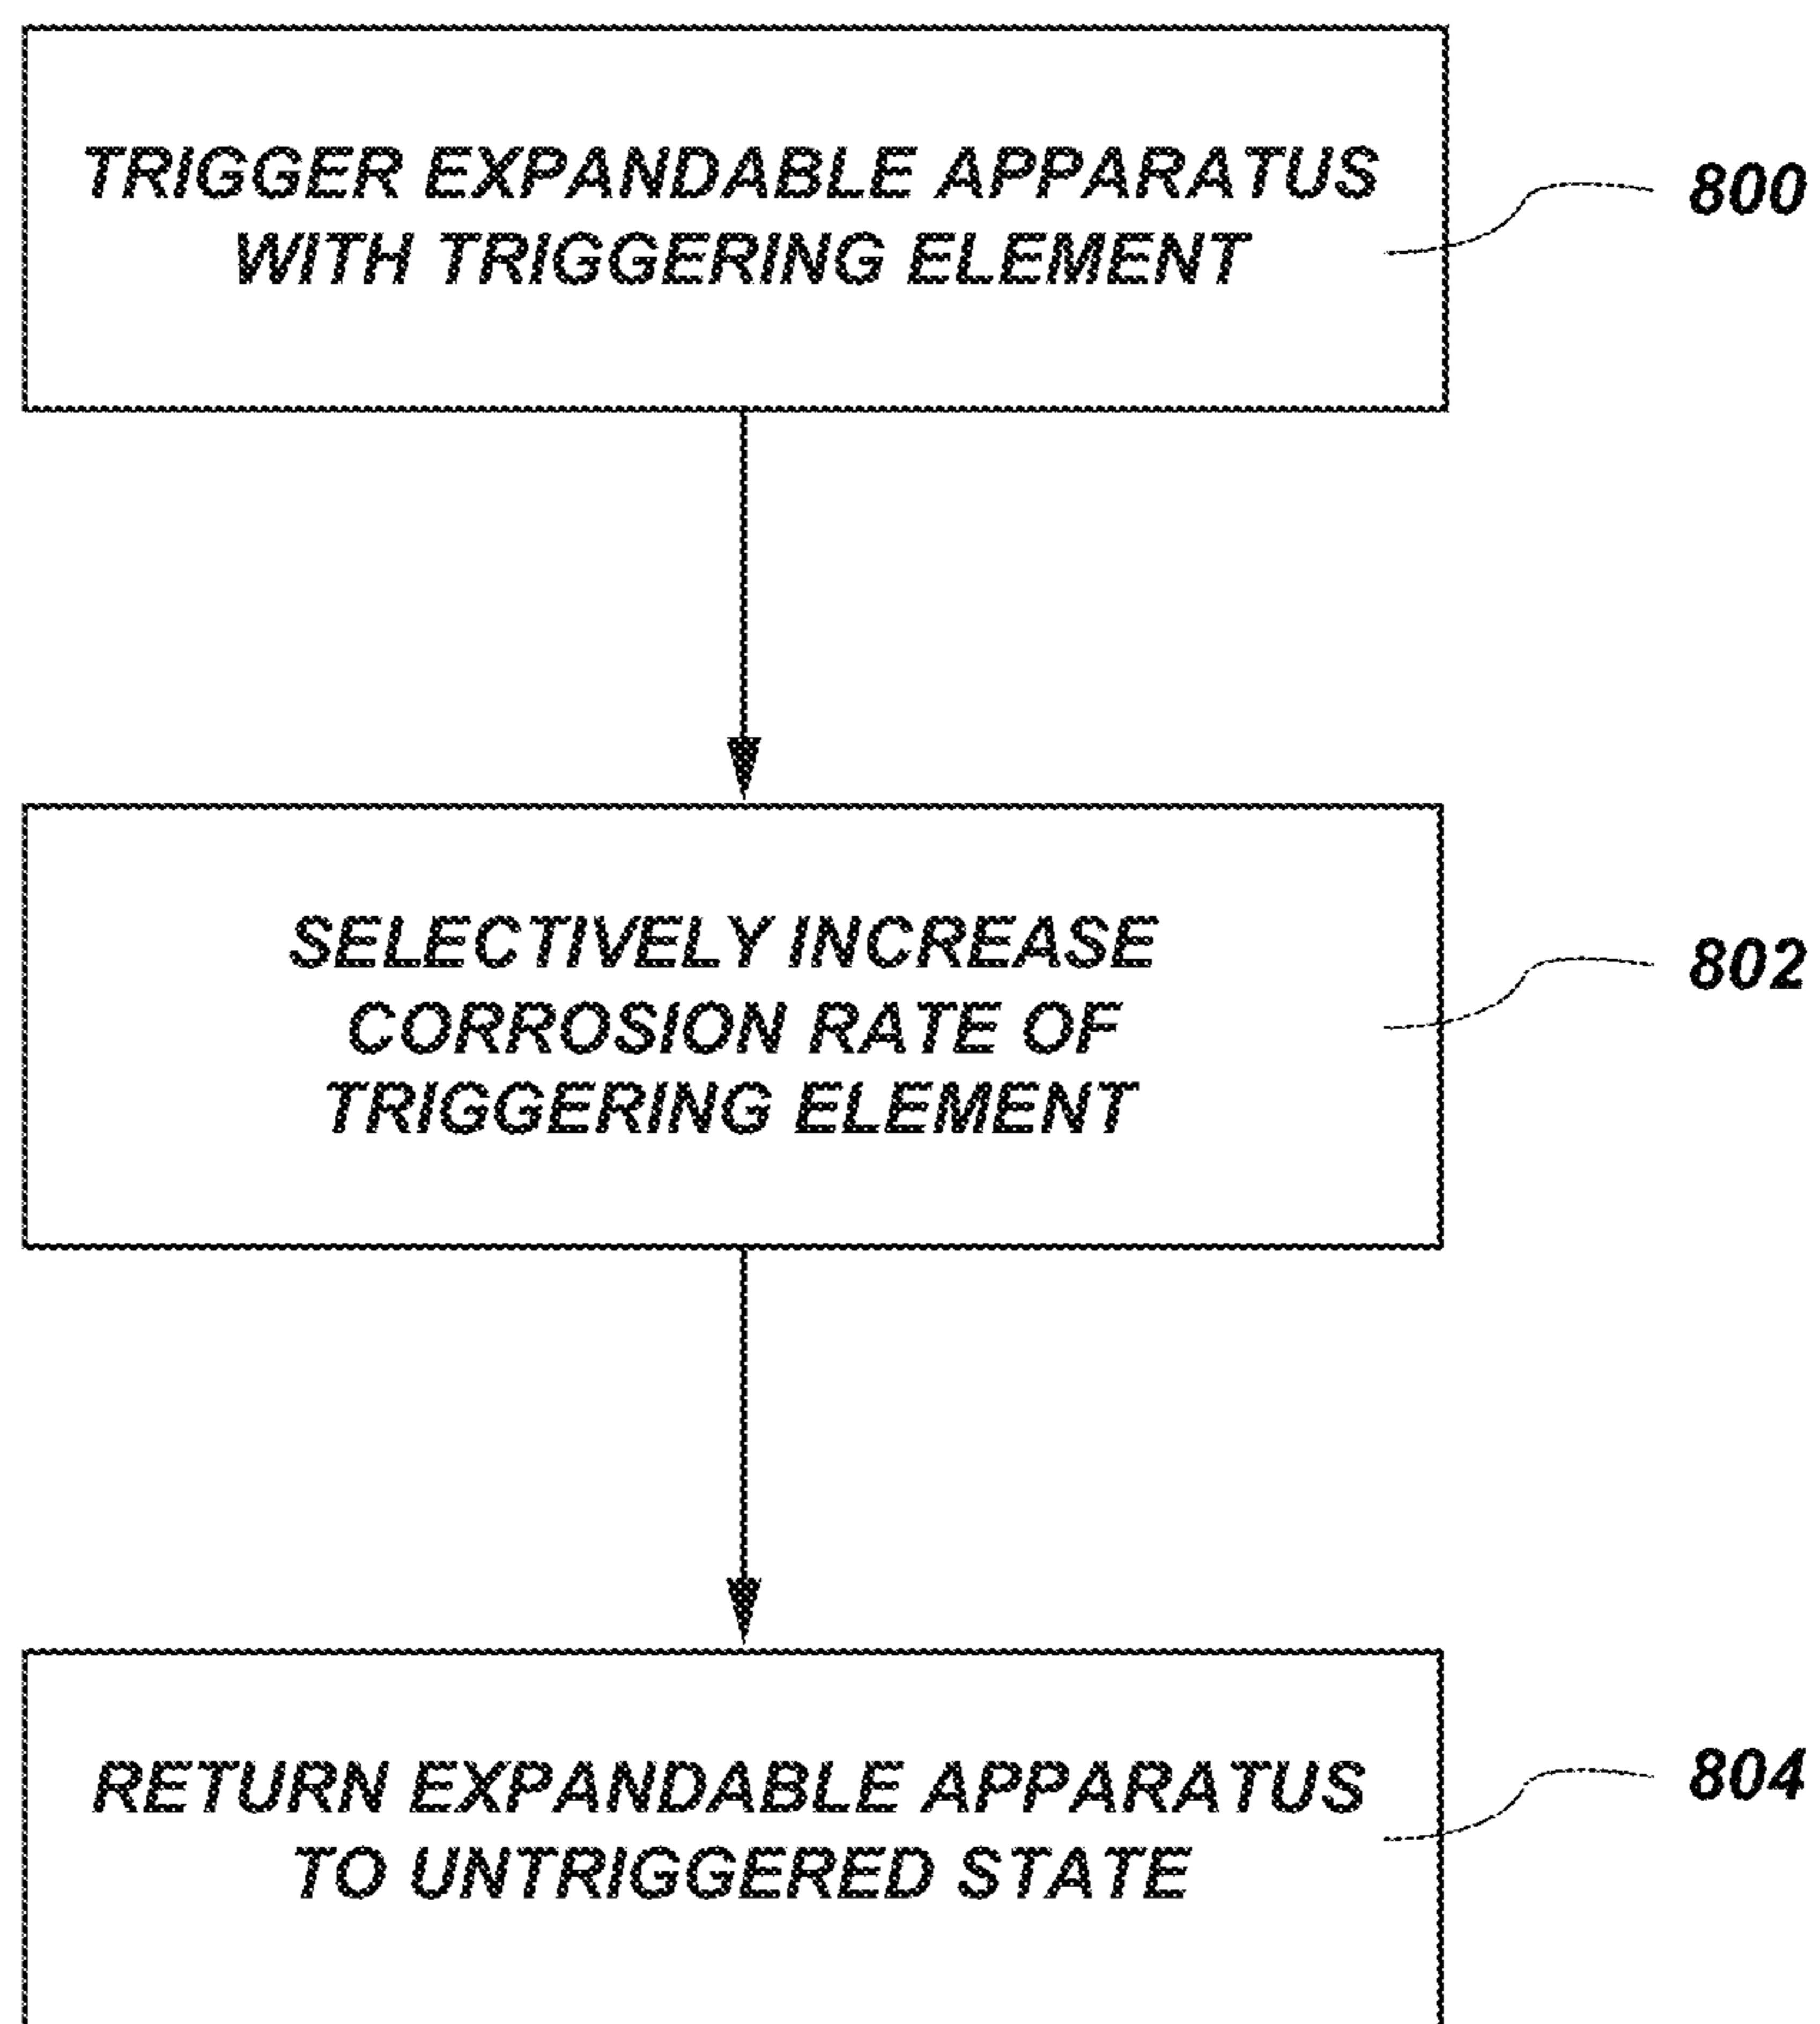 TRIGGER EXPANDABLE APPARATUS
WITH TRIGGERING ELEMENT
800
SELECTIVELY INCREASE
CORROSION RATE OF
TRIGGERING ELEMENT
802
RETURN EXPANDABLE APPARATUS
TO UNTRIGGERED STATE
804